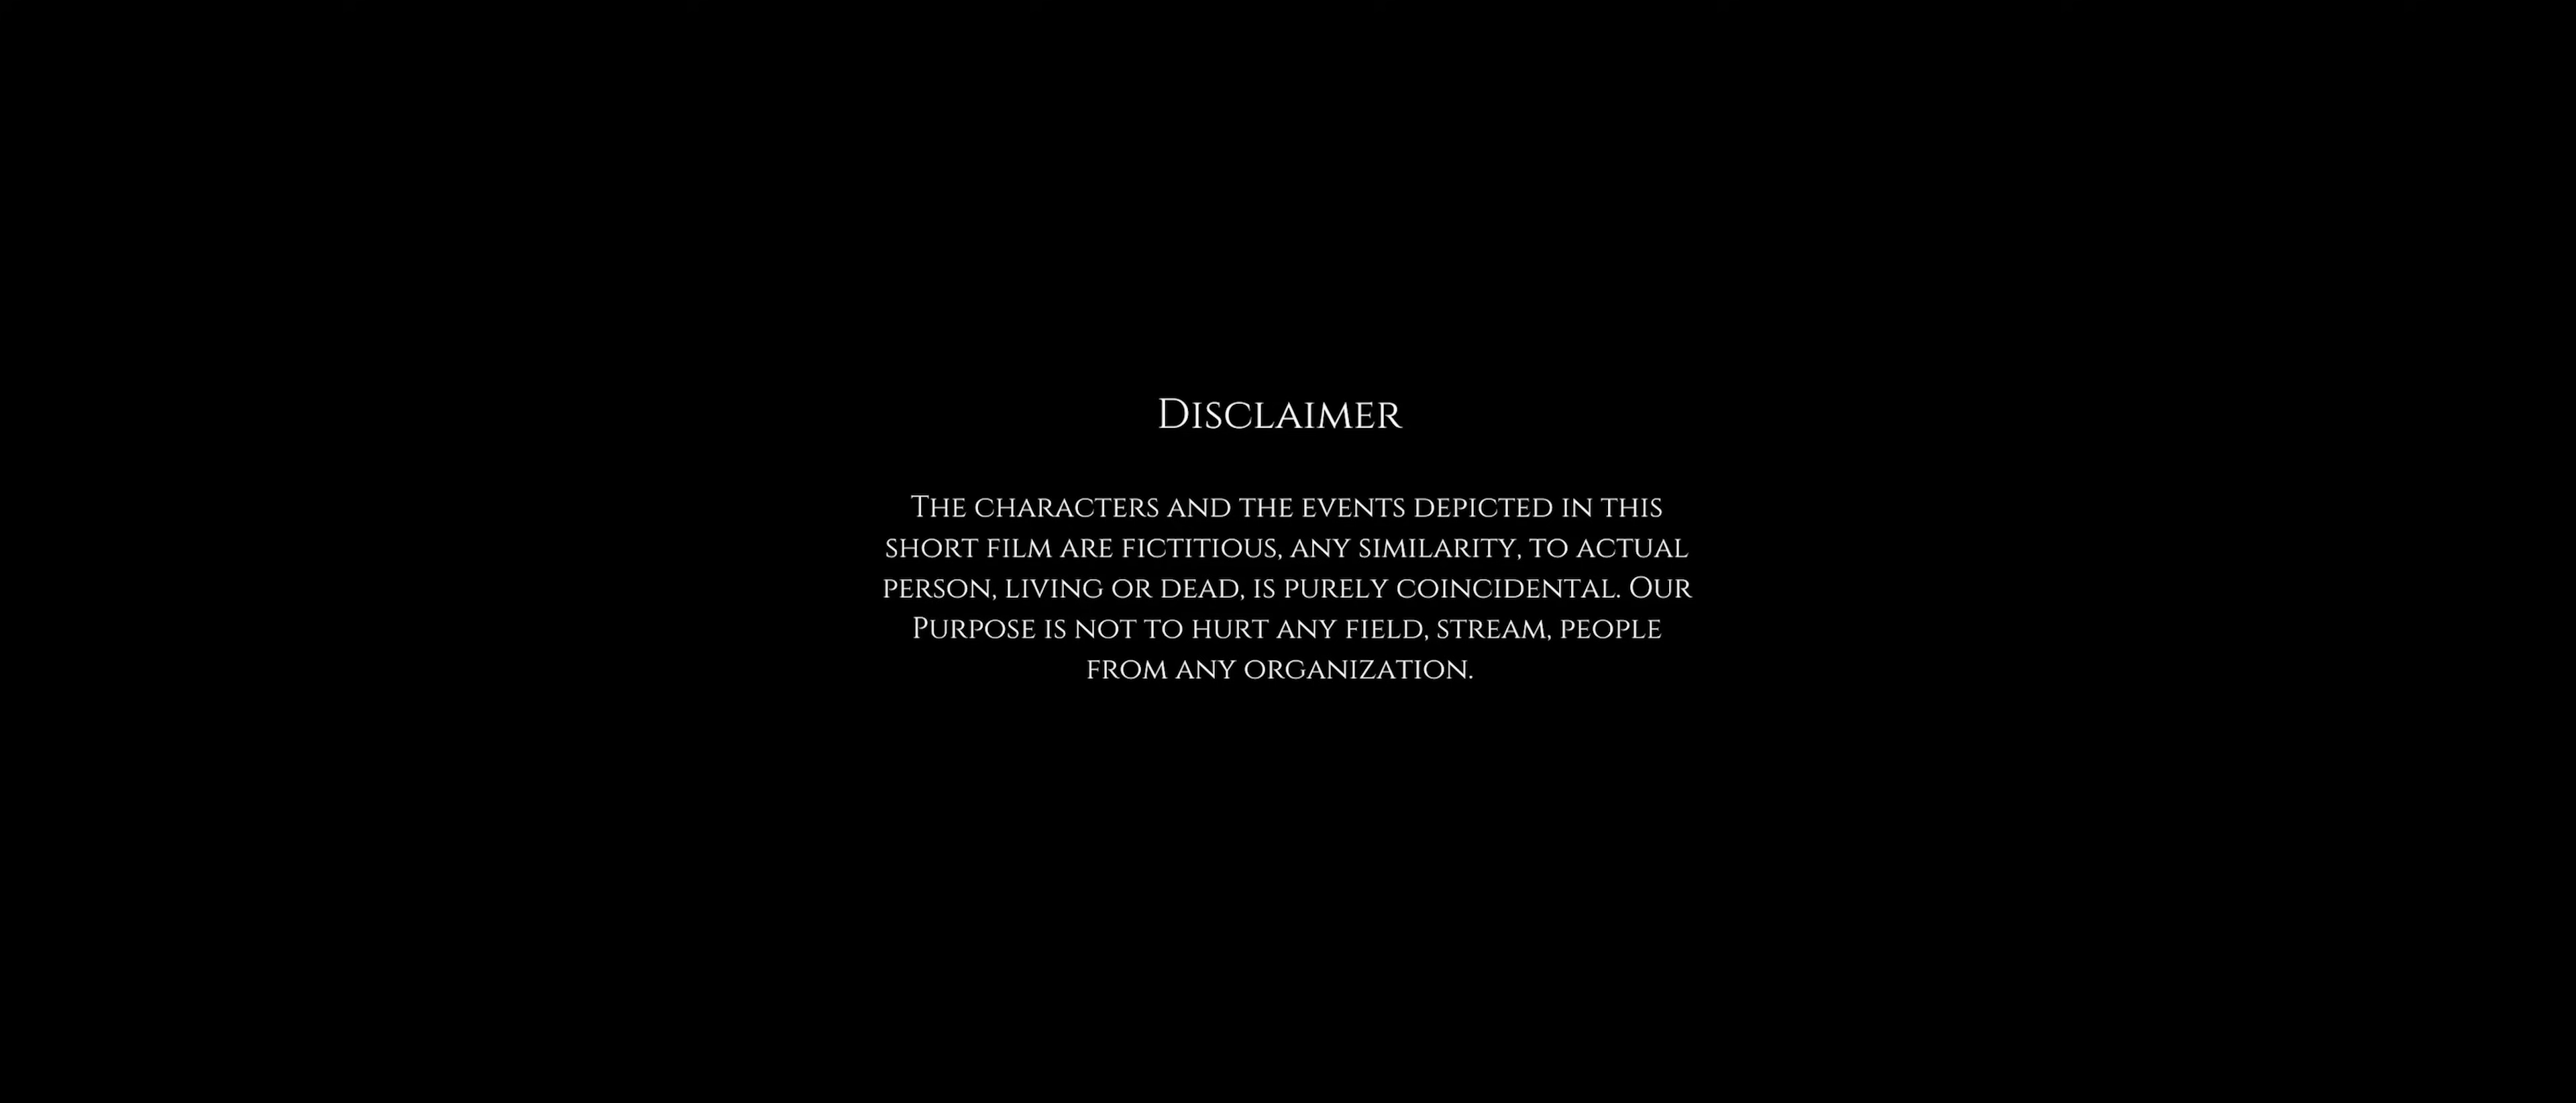 Disclaimer
The characters and the events depicted in this
short film are fictitious, any similarity, to actual
person, living or dead, is purely coincidental. Our
Purpose is not to hurt any field, stream, people
from any organization.